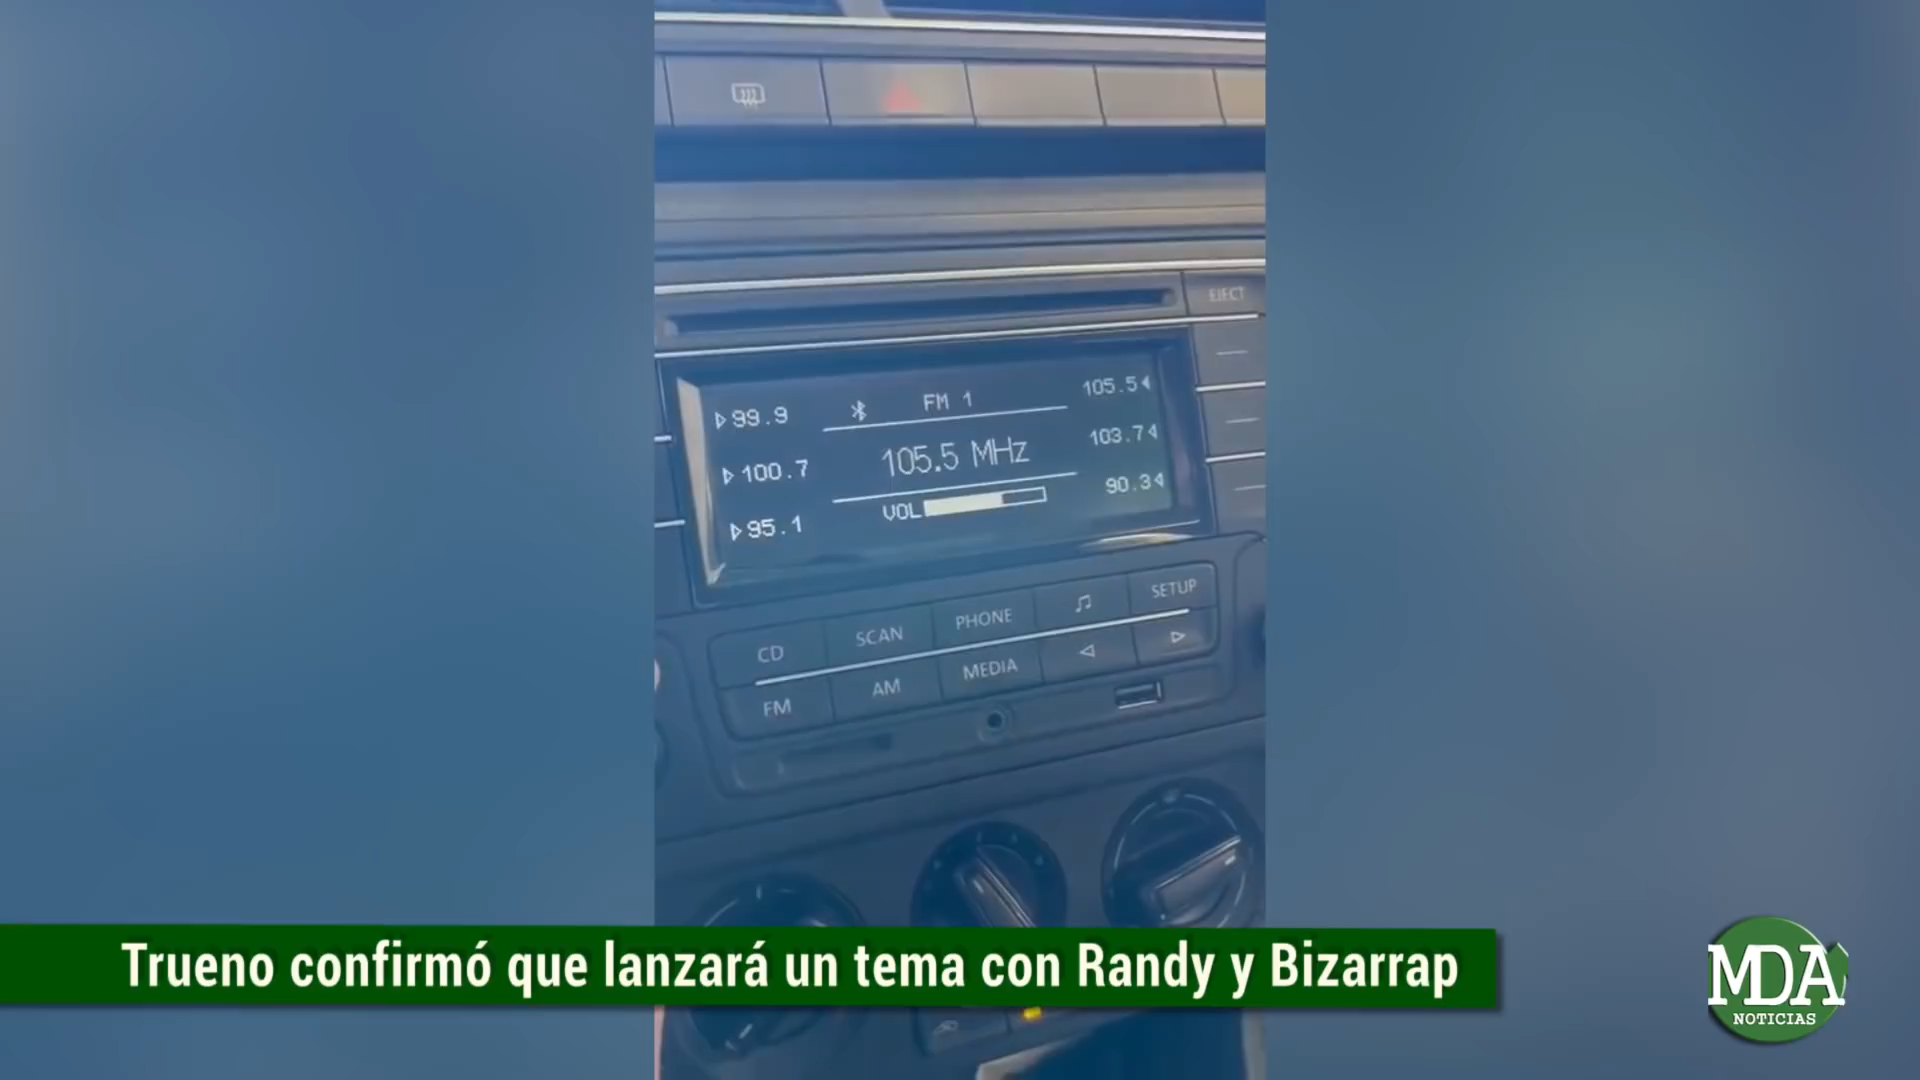 EJECT
FM 1
99.9
105.5
100.7
105.5 MHz
103.7
95.1
VOL
90.3
CD
SCAN
PHONE
SETUP
FM
AM
MEDIA
Trueno confirmó que lanzará un tema con Randy y Bizarrap
MDA
NOTICIAS